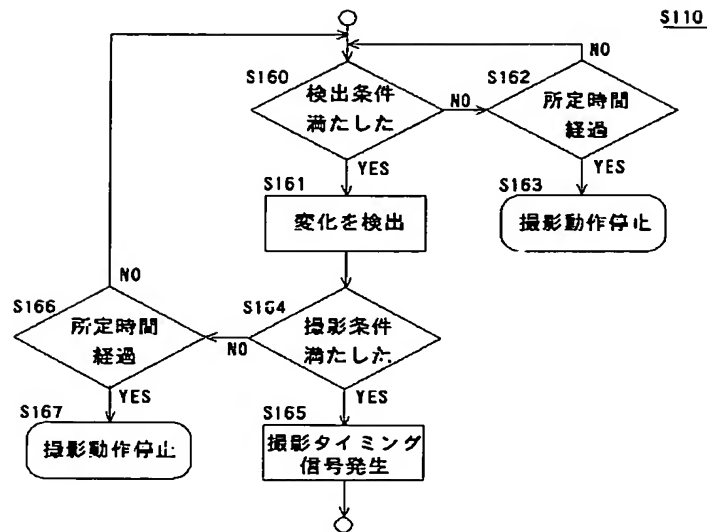 S110
NO
S160
検出条件
満たした
NO
S162
所定時間
経過
YES
S161
変化を検出
YES
S163
撮影動作停止
NO
S166
所定時間
経過
NO
S164
撮影条件
満たした
YES
S167
撮影動作停止
YES
S165
撮影タイミング
信号発生